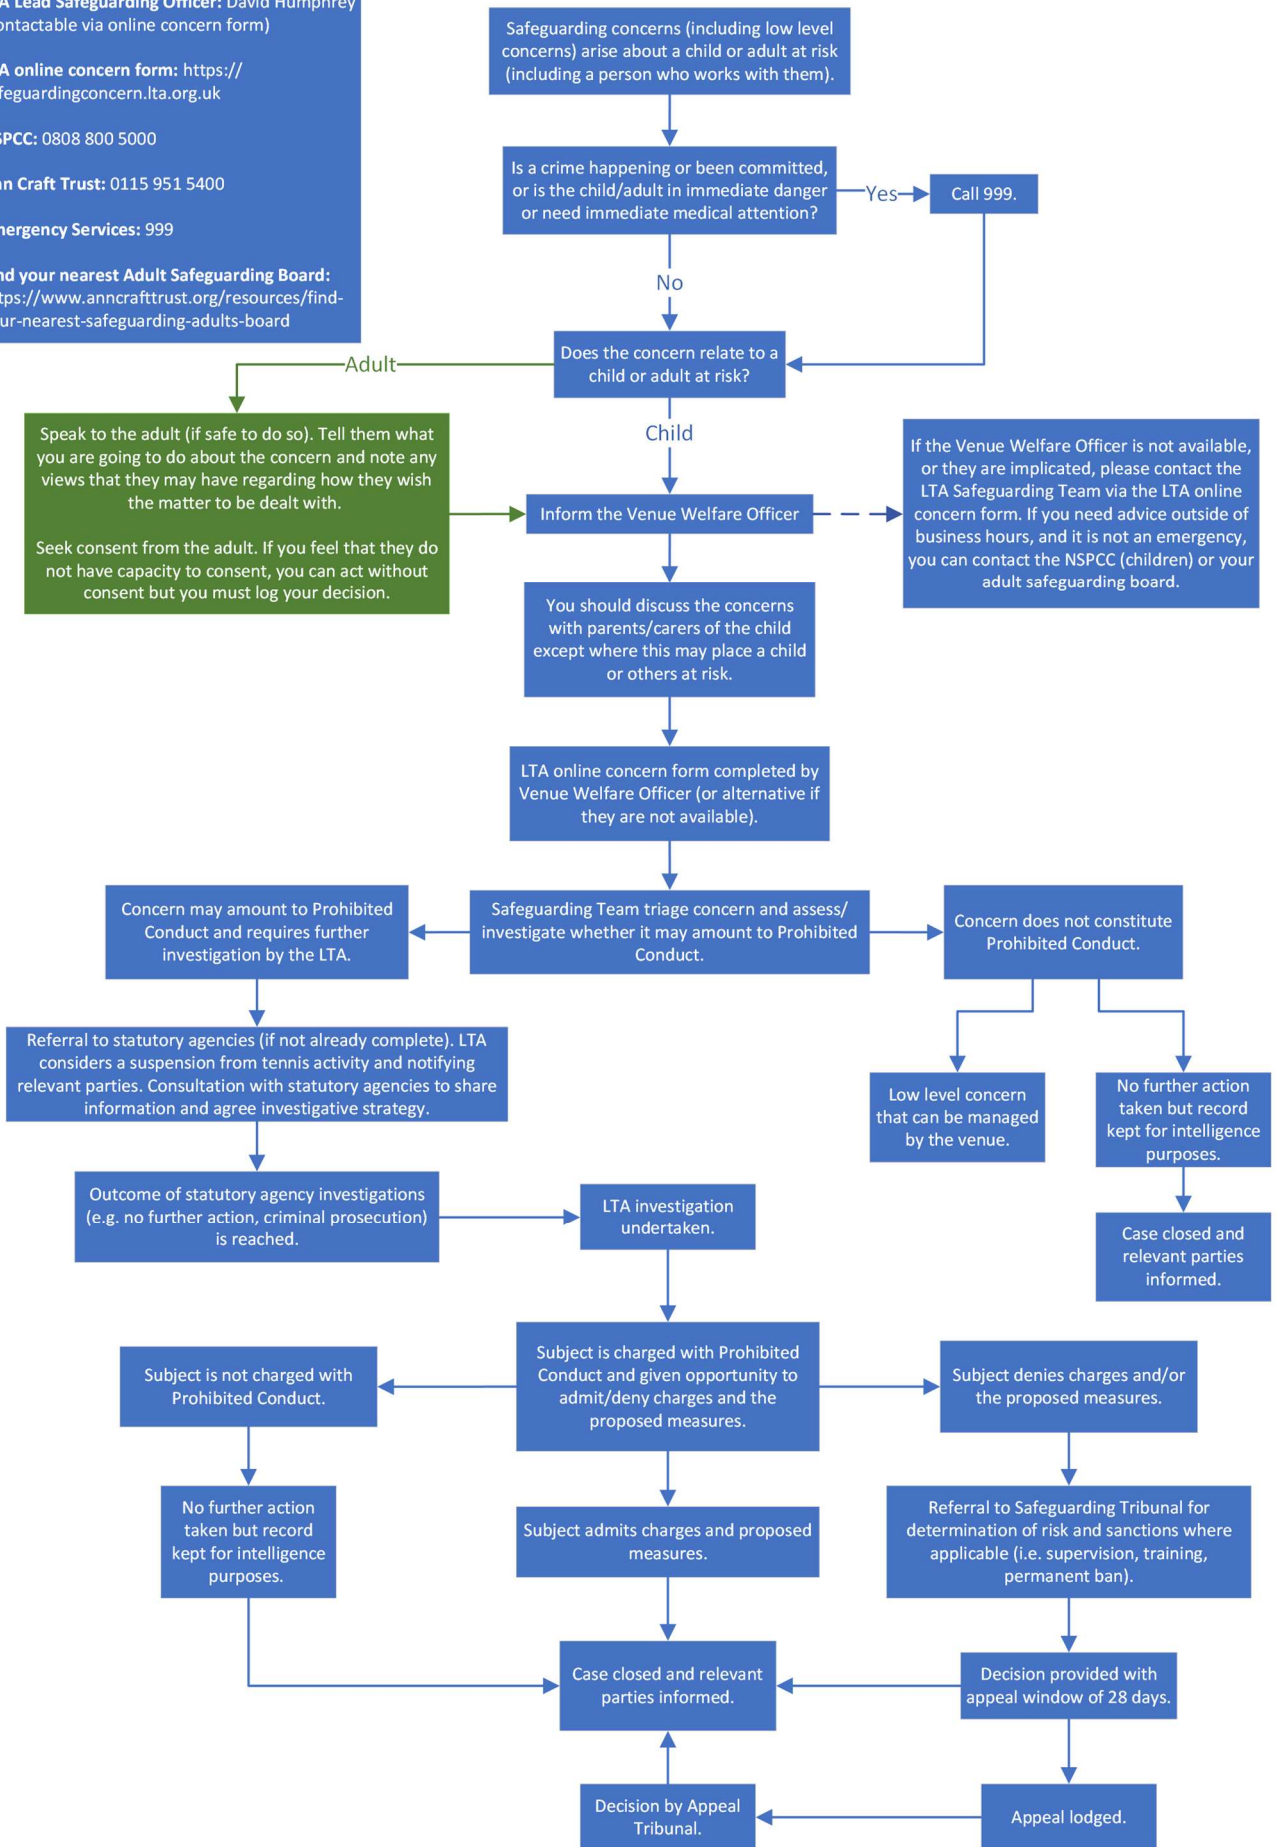 Lead Safeguarding Officer: David Humphrey
via online concern form)
online concern form: https://
0808 800 5000
Craft Trust: 0115 951 5400
Services: 999
your nearest Adult Safeguarding Board:
Safeguarding concerns (including low level
concerns) arise about a child or adult at risk
(including a person who works with them).
Is a crime happening or been committed,
or is the child/adult in immediate danger
or need immediate medical attention?
Yes
Call 999.
No
Does the concern relate to a
child or adult at risk?
Adult
Speak to the adult (if safe to do so). Tell them what
you are going to do about the concern and note any
views that they may have regarding how they wish
the matter to be dealt with.
Seek consent from the adult. If you feel that they do
not have capacity to consent, you can act without
consent but you must log your decision.
Child
Inform the Venue Welfare Officer
If the Venue Welfare Officer is not available,
or they are implicated, please contact the
LTA Safeguarding Team via the LTA online
concern form. If you need advice outside of
business hours, and it is not an emergency,
you can contact the NSPCC (children) or your
adult safeguarding board.
You should discuss the concerns
with parents/carers of the child
except where this may place a child
or others at risk.
LTA online concern form completed by
Venue Welfare Officer (or alternative if
they are not available).
Safeguarding Team triage concern and assess/
investigate whether it may amount to Prohibited
Conduct.
Concern may amount to Prohibited
Conduct and requires further
investigation by the LTA.
Concern does not constitute
Prohibited Conduct.
Referral to statutory agencies (if not already complete). LTA
considers a suspension from tennis activity and notifying
relevant parties. Consultation with statutory agencies to share
information and agree investigative strategy.
Low level concern
that can be managed
by the venue.
No further action
taken but record
kept for intelligence
purposes.
Case closed and
relevant parties
informed.
Outcome of statutory agency investigations
(e.g. no further action, criminal prosecution)
is reached.
LTA investigation
undertaken.
Subject is charged with Prohibited
Conduct and given opportunity to
admit/deny charges and the
proposed measures.
Subject is not charged with
Prohibited Conduct.
Subject denies charges and/or
the proposed measures.
No further action
taken but record
kept for intelligence
purposes.
Subject admits charges and proposed
measures.
Referral to Safeguarding Tribunal for
determination of risk and sanctions where
applicable (i.e. supervision, training,
permanent ban).
Case closed and relevant
parties informed.
Decision provided with
appeal window of 28 days.
Decision by Appeal
Tribunal.
Appeal lodged.